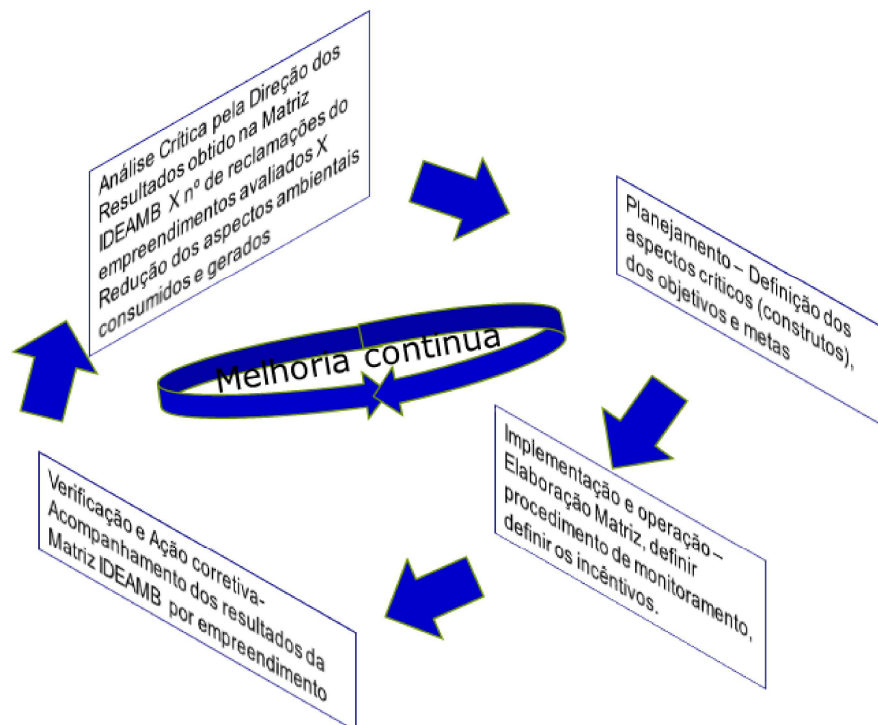 Análise Crítica pela Direção dos
Resultados obtido na Matriz
IDEAMB X nº de reclamações do
empreendimentos avaliados X
Redução dos aspectos ambientais
consumidos e gerados
Planejamento – Definição dos
aspectos críticos (construtos),
dos objetivos e metas
Melhoria contínua
Implementação e operação –
Elaboração Matriz, definir
procedimento de monitoramento,
definir os incêntivos.
Verificação e Ação corretiva-
Acompanhamento dos resultados da
Matriz IDEAMB por empreendimento